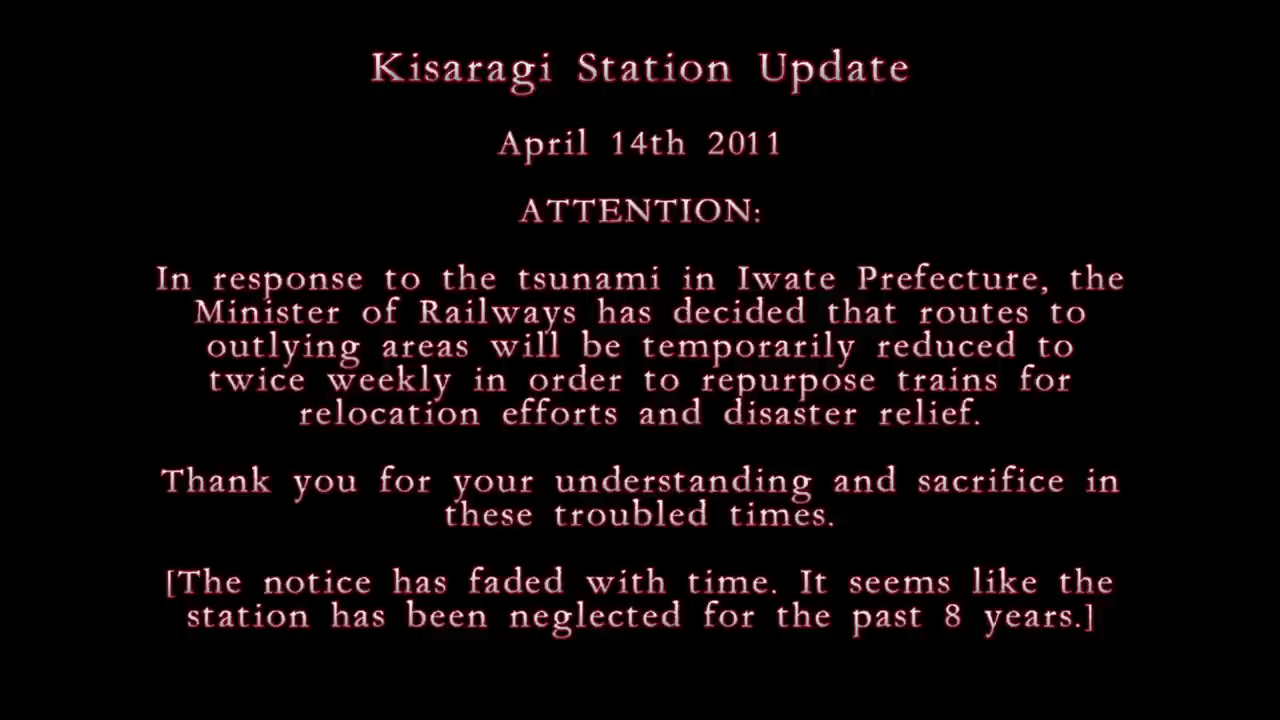 Kisaragi Station Update
April 14th 2011
ATTENTION:
In response to the tsunami in Iwate Prefecture, the
Minister of Railways has decided that routes to
outlying areas will be temporarily reduced to
twice weekly in order to repurpose trains for
relocation efforts and disaster relief.
Thank you for your understanding and sacrifice in
these troubled times.
[The notice has faded with time. It seems like the
station has been neglected for the past 8 years.]